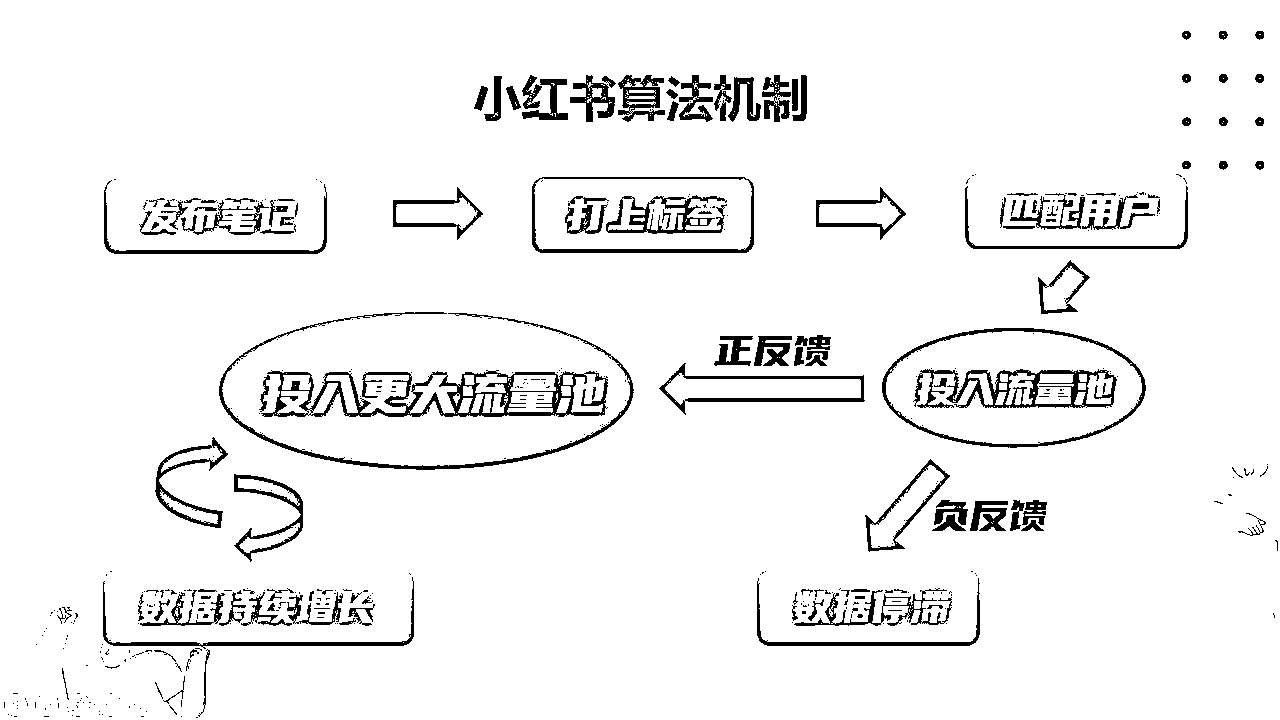 小红书算法机制
发布笔记
打上标签
匹配用户
投入流量池
正反馈
投入更大流量池
负反馈
数据持续增长
数据停滞